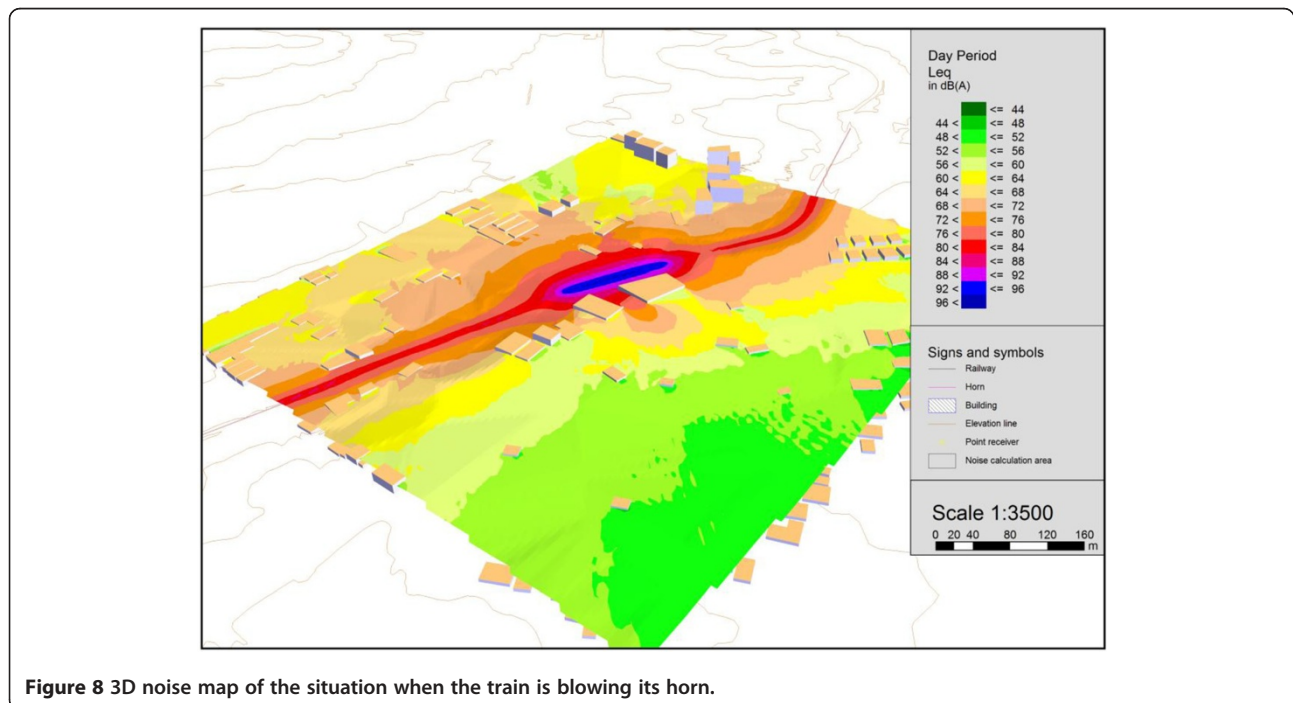 Day Period
Leq
in dB(A)
<= 44
44 < <= 48
48 < <= 52
52 < <= 56
56 < <= 60
60 < <= 64
64 < <= 68
68 < <= 72
72 < <= 76
76 < <= 80
80 < <= 84
84 < <= 88
88 < <= 92
92 < <= 96
96 <
Signs and symbols
Railway
Horn
Building
Elevation line
Point receiver
Noise calculation area
Scale 1:3500
0 20 40 80 120 160
m
Figure 8 3D noise map of the situation when the train is blowing its horn.